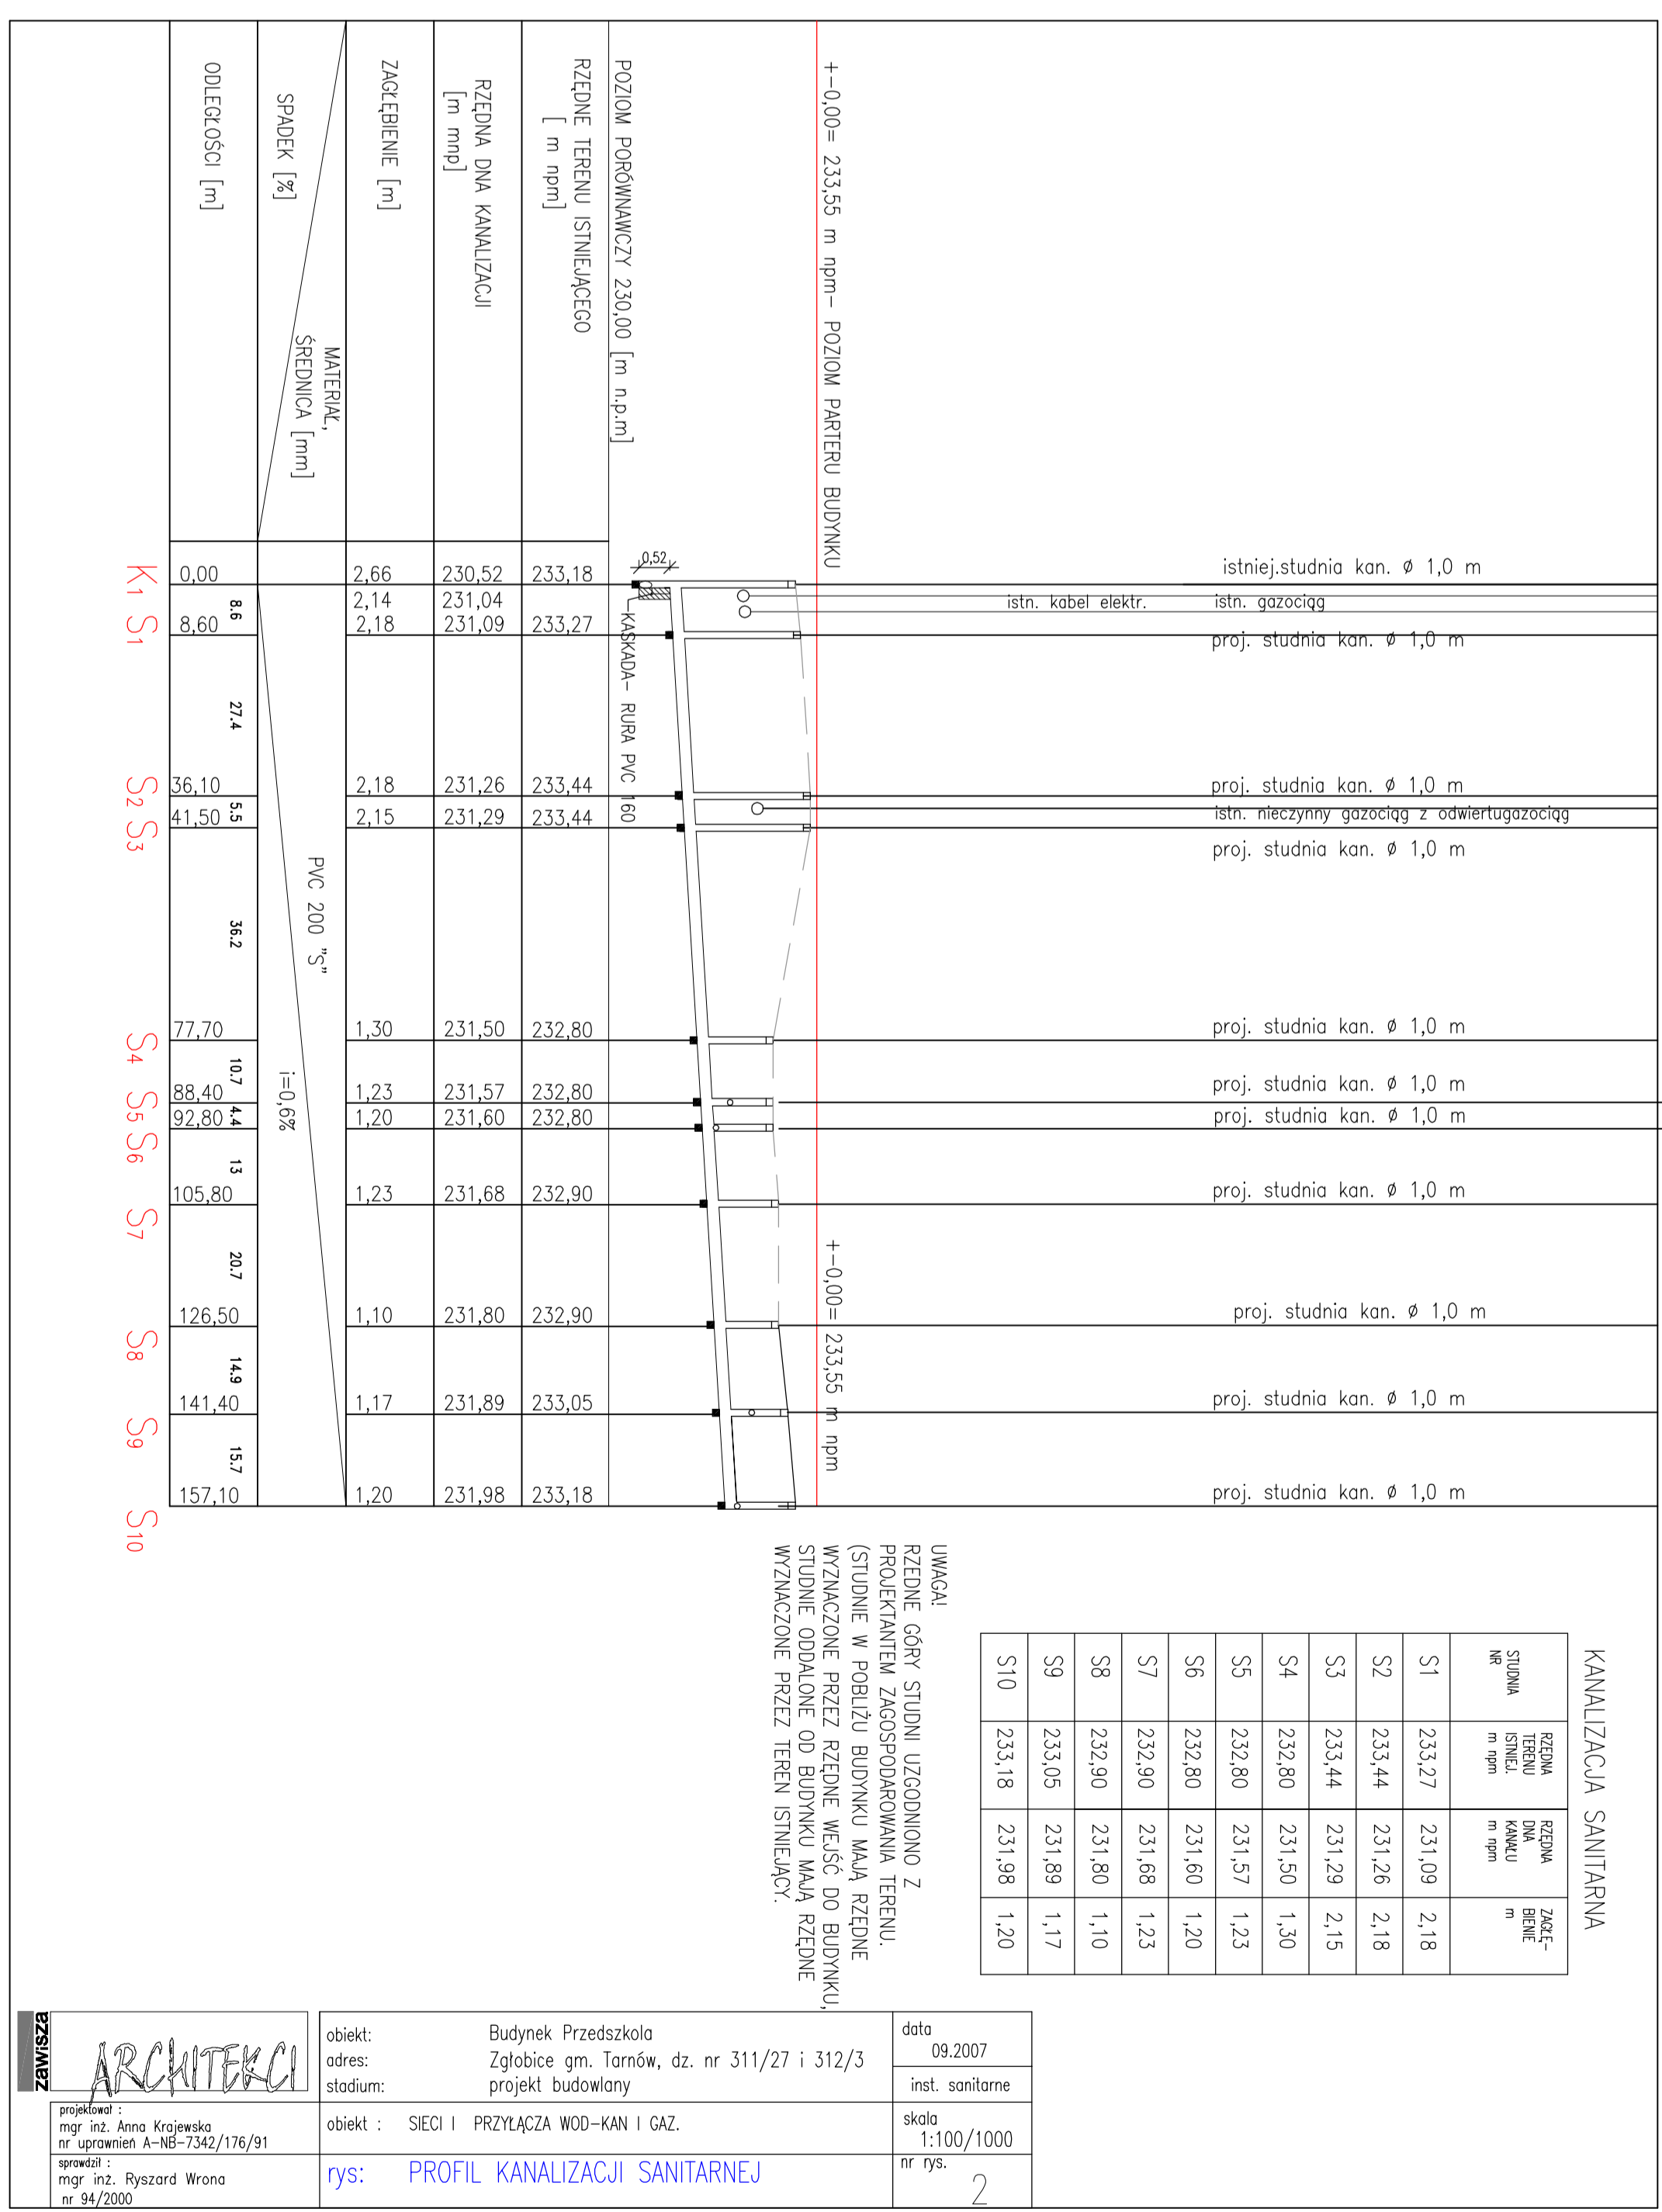 +-0,00= 233,55 m npm- POZIOM PARTERU BUDYNKU
POZIOM PORÓWNAWCZY 230,00 [m n.p.m]
RZĘDNE TERENU ISTNIEJĄCEGO
[ m npm]
RZĘDNA DNA KANALIZACJI
[m mnp]
ZAGŁĘBIENIE [m]
SPADEK [%]
MATERIAŁ,
ŚREDNICA [mm]
ODLEGŁOŚCI [m]
K1
0,00
2,66
230,52
233,18
0,52
istniej.studnia kan. ø 1,0 m
8.6
2,14
231,04
istn. kabel elektr.
istn. gazociąg
S1
8,60
2,18
231,09
233,27
proj. studnia kan. ø 1,0 m
KASKADA- RURA PVC 160
27.4
S2
36,10
2,18
231,26
233,44
proj. studnia kan. ø 1,0 m
5.5
istn. nieczynny gazociąg z odwiertugazociąg
S3
41,50
2,15
231,29
233,44
proj. studnia kan. ø 1,0 m
36.2
PVC 200 "S"
S4
77,70
1,30
231,50
232,80
proj. studnia kan. ø 1,0 m
10.7
i=0,6%
S5
88,40
1,23
231,57
232,80
proj. studnia kan. ø 1,0 m
4.4
S6
92,80
1,20
231,60
232,80
proj. studnia kan. ø 1,0 m
13
S7
105,80
1,23
231,68
232,90
proj. studnia kan. ø 1,0 m
20.7
+-0,00= 233,55 m npm
S8
126,50
1,10
231,80
232,90
proj. studnia kan. ø 1,0 m
14.9
S9
141,40
1,17
231,89
233,05
proj. studnia kan. ø 1,0 m
15.7
S10
157,10
1,20
231,98
233,18
proj. studnia kan. ø 1,0 m
KANALIZACJA SANITARNA
STUDNIA
NR
RZĘDNA
TERENU
ISTNIEJ.
m npm
RZĘDNA
DNA
KANAŁU
m npm
ZAGŁĘ-
BIENIE
m
S1 233,27 231,09 2,18
S2 233,44 231,26 2,18
S3 233,44 231,29 2,15
S4 232,80 231,50 1,30
S5 232,80 231,57 1,23
S6 232,80 231,60 1,20
S7 232,90 231,68 1,23
S8 232,90 231,80 1,10
S9 233,05 231,89 1,17
S10 233,18 231,98 1,20
UWAGA!
RZEDNE GÓRY STUDNI UZGODNIONO Z
PROJEKTANTEM ZAGOSPODAROWANIA TERENU.
(STUDNIE W POBLIŻU BUDYNKU MAJĄ RZĘDNE
WYZNACZONE PRZEZ RZĘDNE WEJŚĆ DO BUDYNKU,
STUDNIE ODDALONE OD BUDYNKU MAJĄ RZĘDNE
WYZNACZONE PRZEZ TEREN ISTNIEJĄCY.
zawisza
ARCHITEKCI
projektował :
mgr inż. Anna Krajewska
nr uprawnień A-NB-7342/176/91
sprawdził :
mgr inż. Ryszard Wrona
nr 94/2000
obiekt: Budynek Przedszkola
adres: Zgłobice gm. Tarnów, dz. nr 311/27 i 312/3
stadium: projekt budowlany
obiekt : SIECI I PRZYŁĄCZA WOD-KAN I GAZ.
rys: PROFIL KANALIZACJI SANITARNEJ
data
09.2007
inst. sanitarne
skala
1:100/1000
nr rys.
2